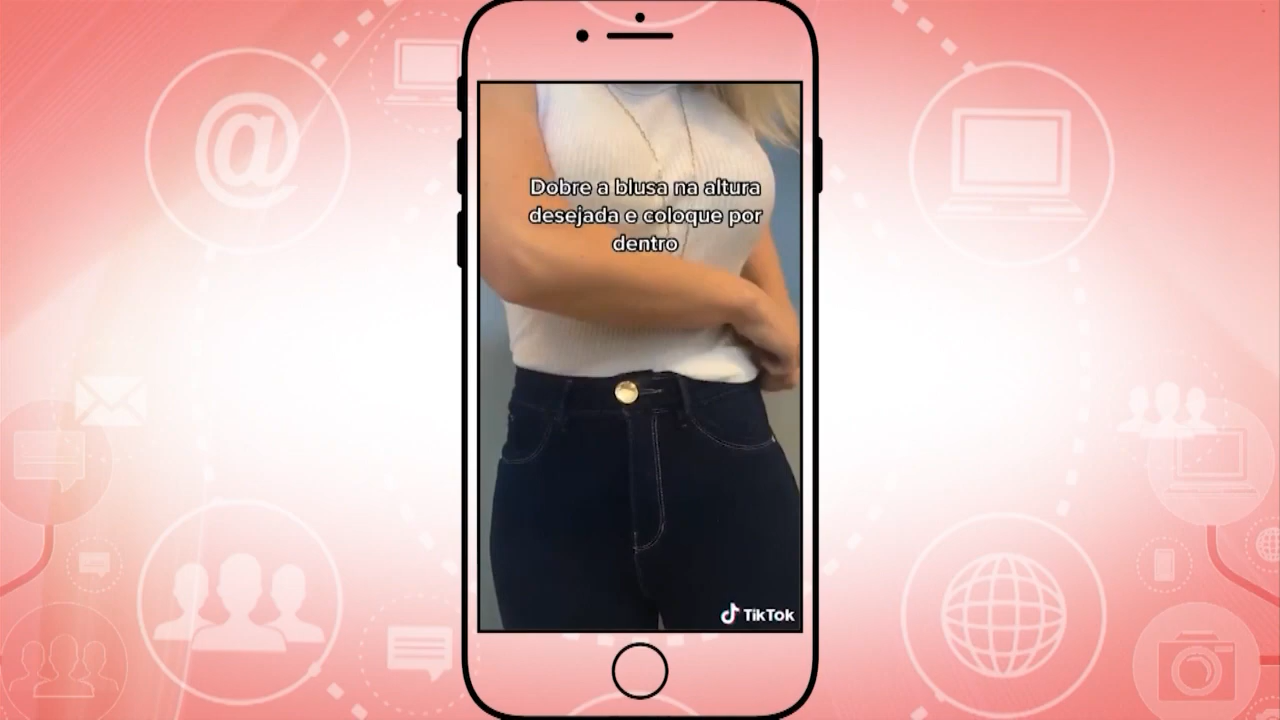 @
Dobre a blusa na altura
desejada e coloque por
dentro
TikTok